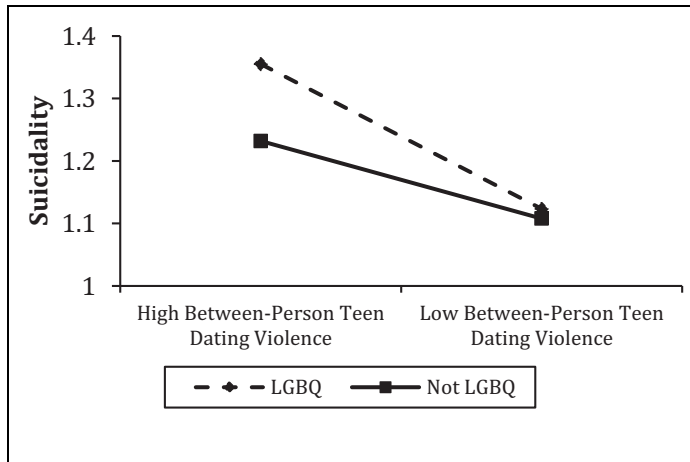 1.4
1.3
1.2
1.1
1
Suicidality
High Between-Person Teen
Dating Violence
Low Between-Person Teen
Dating Violence
LGBQ
Not LGBQ